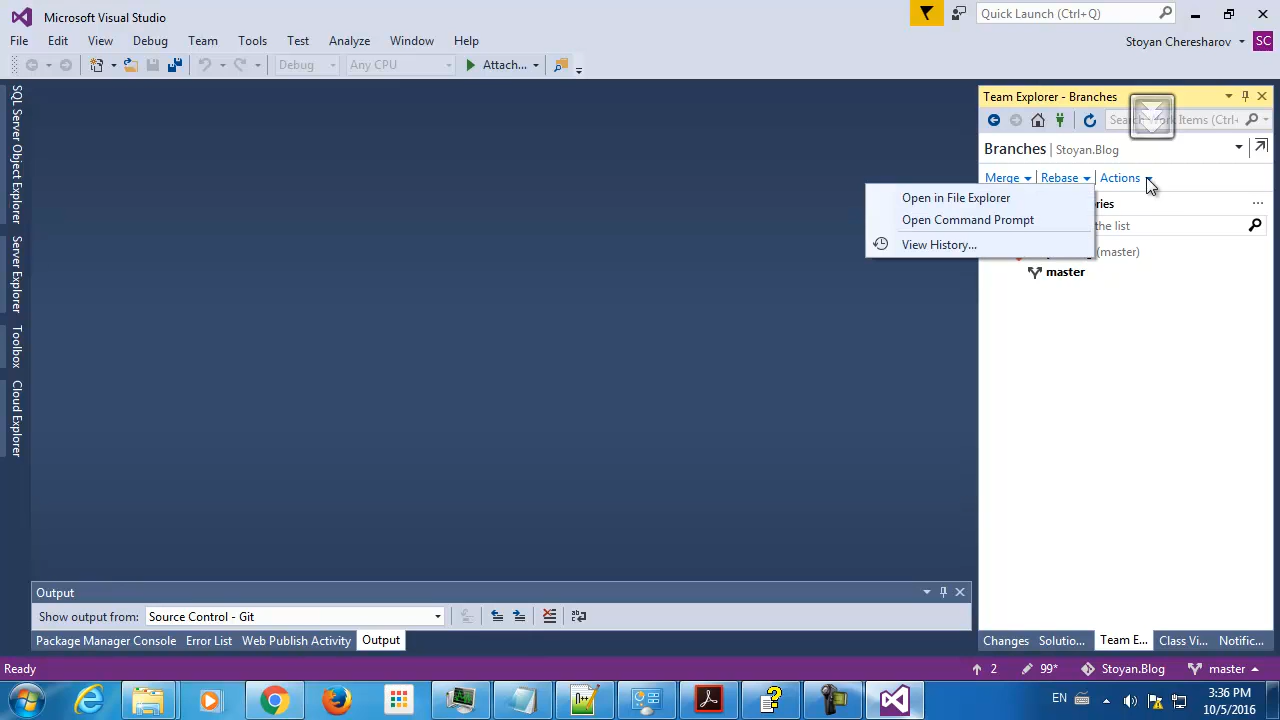 Microsoft Visual Studio
Quick Launch (Ctrl+Q)
File Edit View Debug Team Tools Test Analyze Window Help
Stoyan Cheresharov SC
Debug Any CPU Attach...
SQL Server Object Explorer
Server Explorer
Toolbox
Cloud Explorer
Team Explorer - Branches
Work Items (Ctrl+
Branches | Stoyan.Blog
Merge | Rebase | Actions
Open in File Explorer
Open Command Prompt
View History...
the list
(master)
master
Output
Show output from: Source Control - Git
Package Manager Console Error List Web Publish Activity Output
Changes Solutio... Team E... Class Vi... Notific...
Ready
2 99* Stoyan.Blog master
EN
3:36 PM
10/5/2016